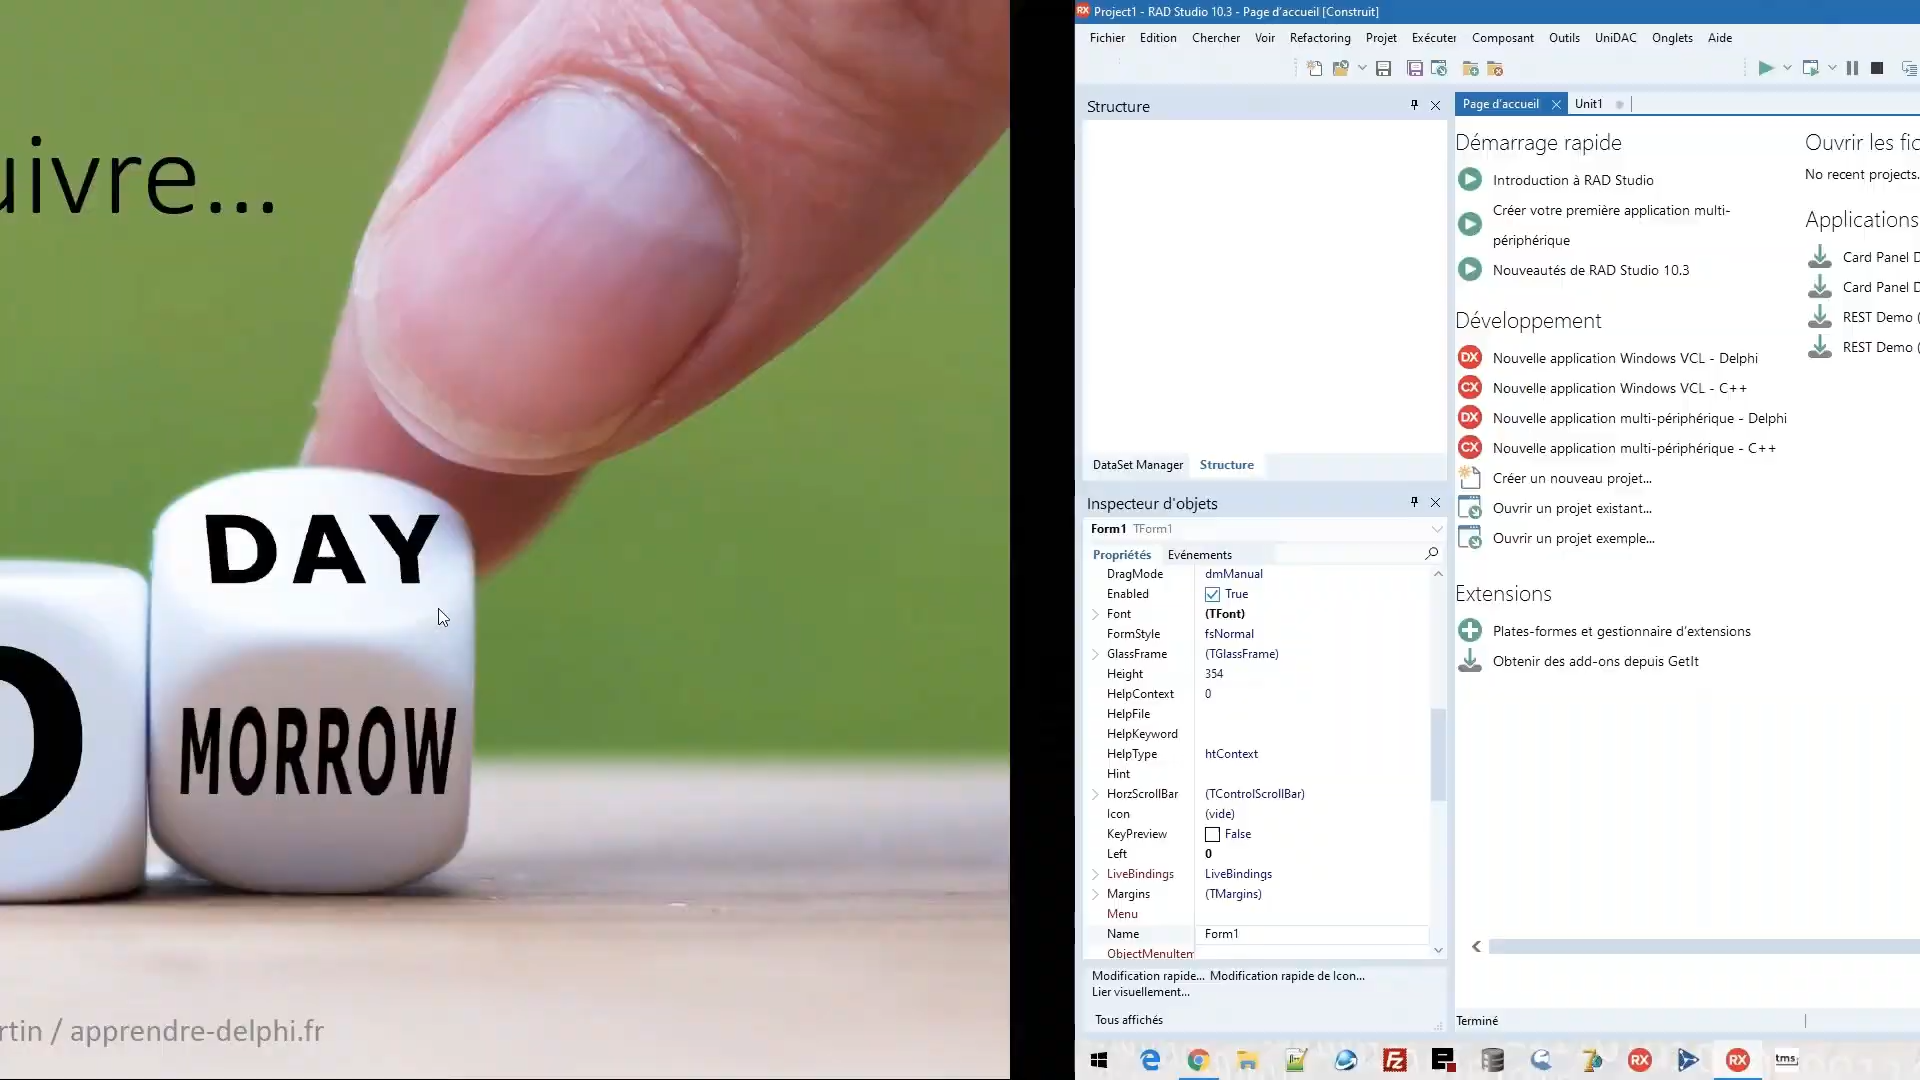 uivre...
DAY
MORROW
O
rtin / apprendre-delphi.fr
Project1 - RAD Studio 10.3 - Page d'accueil [Construit]
Fichier Edition Chercher Voir Refactoring Projet Exécuter Composant Outils UniDAC Onglets Aide
Structure
DataSet Manager Structure
Inspecteur d'objets
Form1 TForm1
Propriétés Evénements
DragMode dmManual
Enabled True
Font (TFont)
FormStyle fsNormal
GlassFrame (TGlassFrame)
Height 354
HelpContext 0
HelpFile
HelpKeyword
HelpType htContext
Hint
HorzScrollBar (TControlScrollBar)
Icon (vide)
KeyPreview False
Left 0
LiveBindings LiveBindings
Margins (TMargins)
Menu
Name Form1
ObjectMenuItem
Modification rapide... Modification rapide de Icon...
Lier visuellement...
Tous affichés
Page d'accueil Unit1
Démarrage rapide
Introduction à RAD Studio
Créer votre première application multi-
périphérique
Nouveautés de RAD Studio 10.3
Développement
DX Nouvelle application Windows VCL - Delphi
CX Nouvelle application Windows VCL - C++
DX Nouvelle application multi-périphérique - Delphi
CX Nouvelle application multi-périphérique - C++
Créer un nouveau projet...
Ouvrir un projet existant...
Ouvrir un projet exemple...
Extensions
Plates-formes et gestionnaire d'extensions
Obtenir des add-ons depuis GetIt
Ouvrir les fic
No recent projects.
Applications
Card Panel D
Card Panel D
REST Demo (
REST Demo (
Terminé
RX RX tms